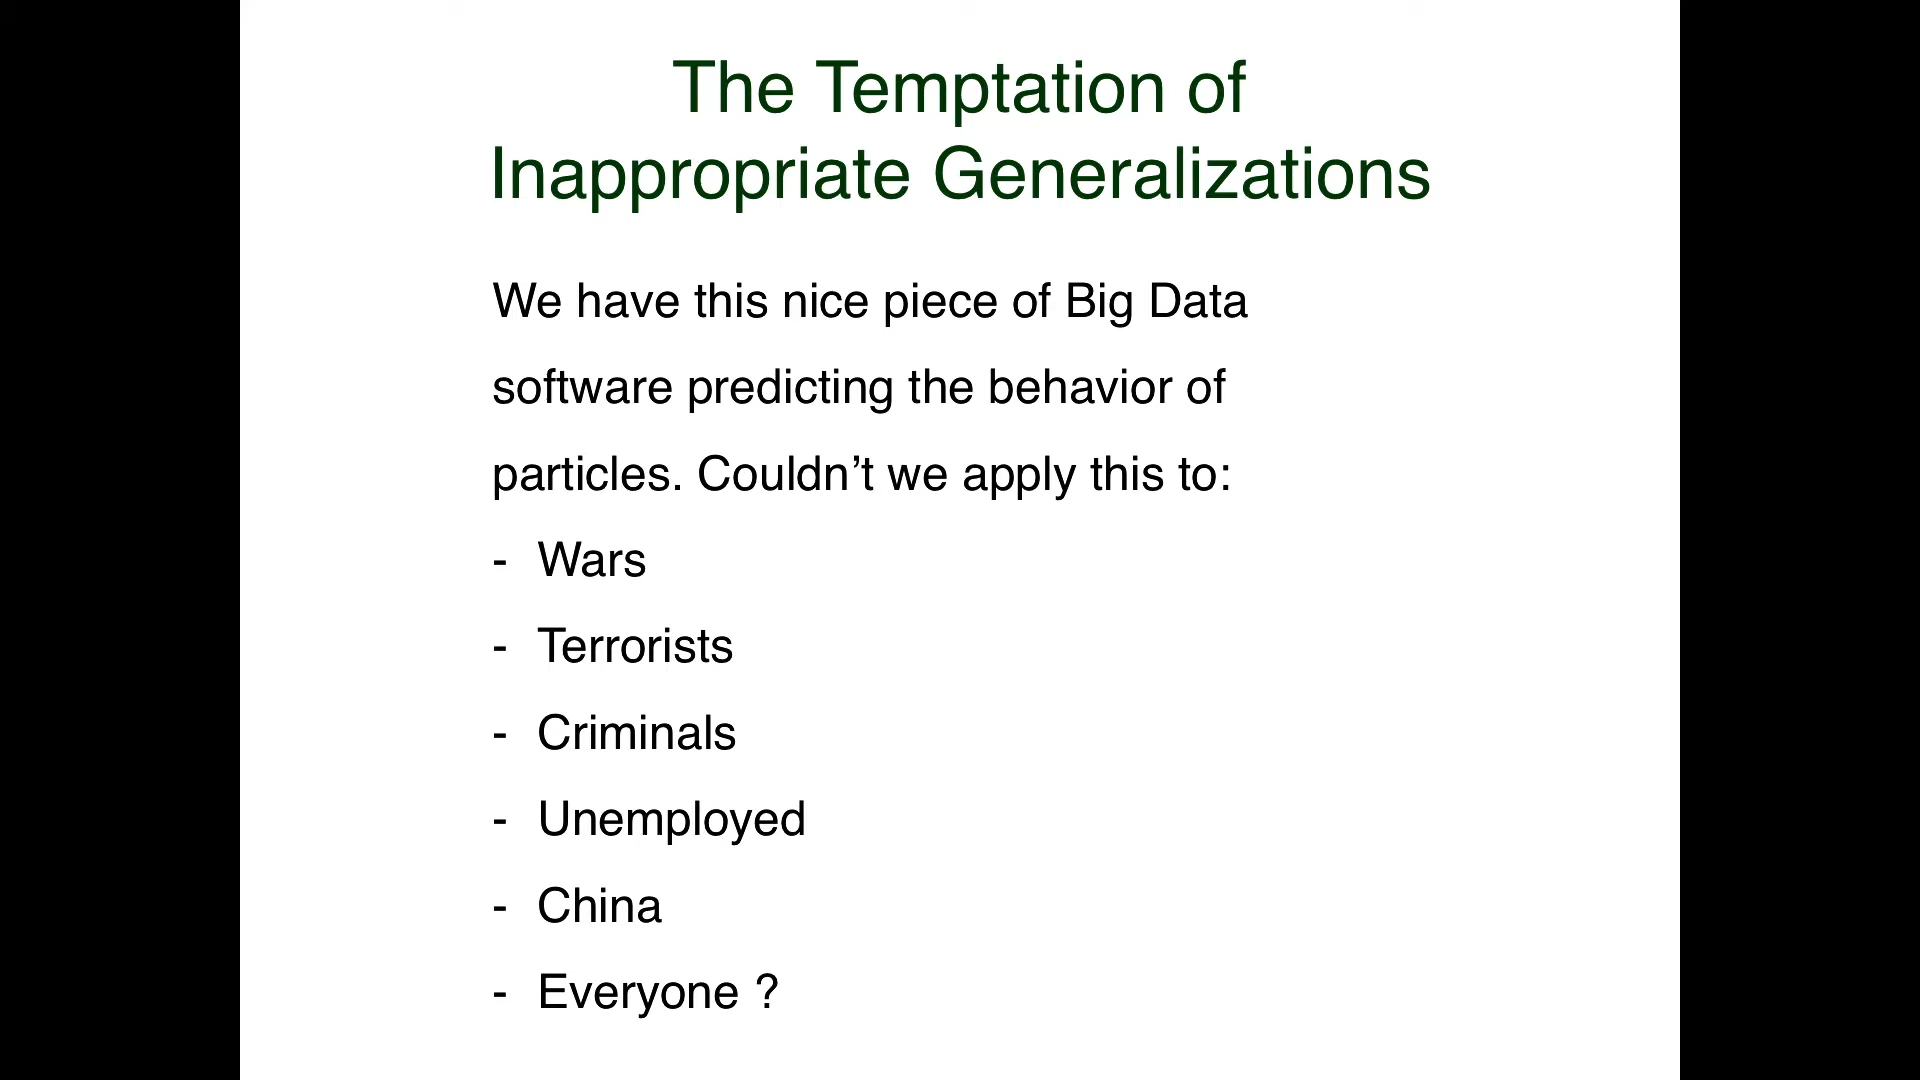 The Temptation of
Inappropriate Generalizations
We have this nice piece of Big Data
software predicting the behavior of
particles. Couldn’t we apply this to:
- Wars
- Terrorists
- Criminals
- Unemployed
- China
- Everyone ?